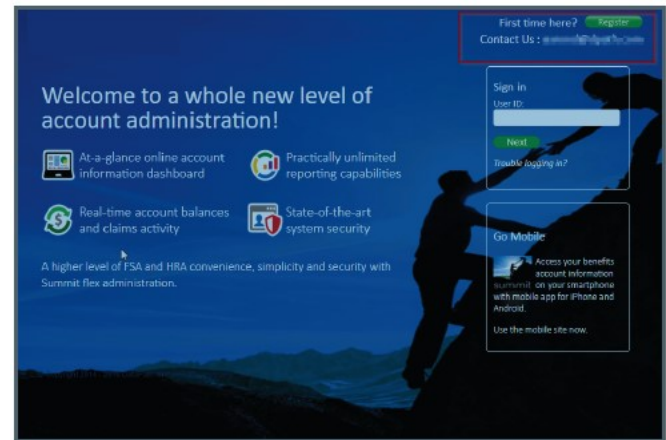 First time here? Register
Contact Us :
Welcome to a whole new level of
account administration!
At-a-glance online account
information dashboard
Practically unlimited
reporting capabilities
Real-time account balances
and claims activity
State-of-the-art
system security
A higher level of FSA and HRA convenience, simplicity and security with
Summit flex administration.
Sign in
User ID:
Next
Trouble logging in?
Go Mobile
Access your benefits
account information
summit on your smartphone
with mobile app for iPhone and
Android.
Use the mobile site now.